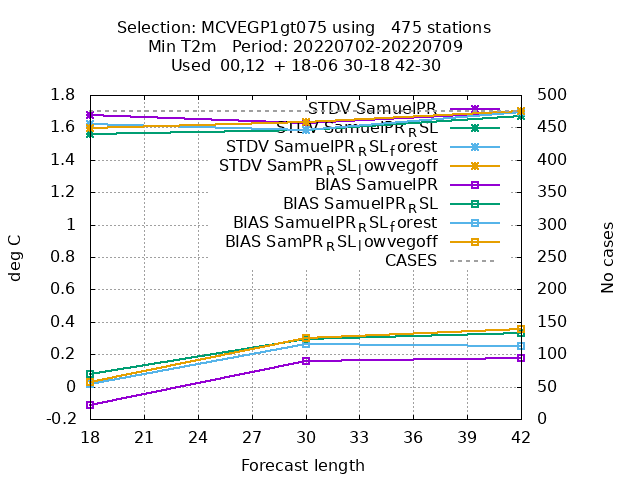 Selection: MCVEGP1gt075 using   475 stations
Min T2m   Period: 20220702-20220709
Used  00,12  + 18-06 30-18 42-30
1.8
1.6
1.4
1.2
1
0.8
0.6
0.4
0.2
0
-0.2
500
450
400
350
300
250
200
150
100
50
0
deg C
No cases
STDV SamuelPR
STDV SamuelPR_RSL
STDV SamuelPR_RSL_forest
STDV SamPR_RSL_lowvegoff
BIAS SamuelPR
BIAS SamuelPR_RSL
BIAS SamuelPR_RSL_forest
BIAS SamPR_RSL_lowvegoff
CASES
18 21 24 27 30 33 36 39 42
Forecast length